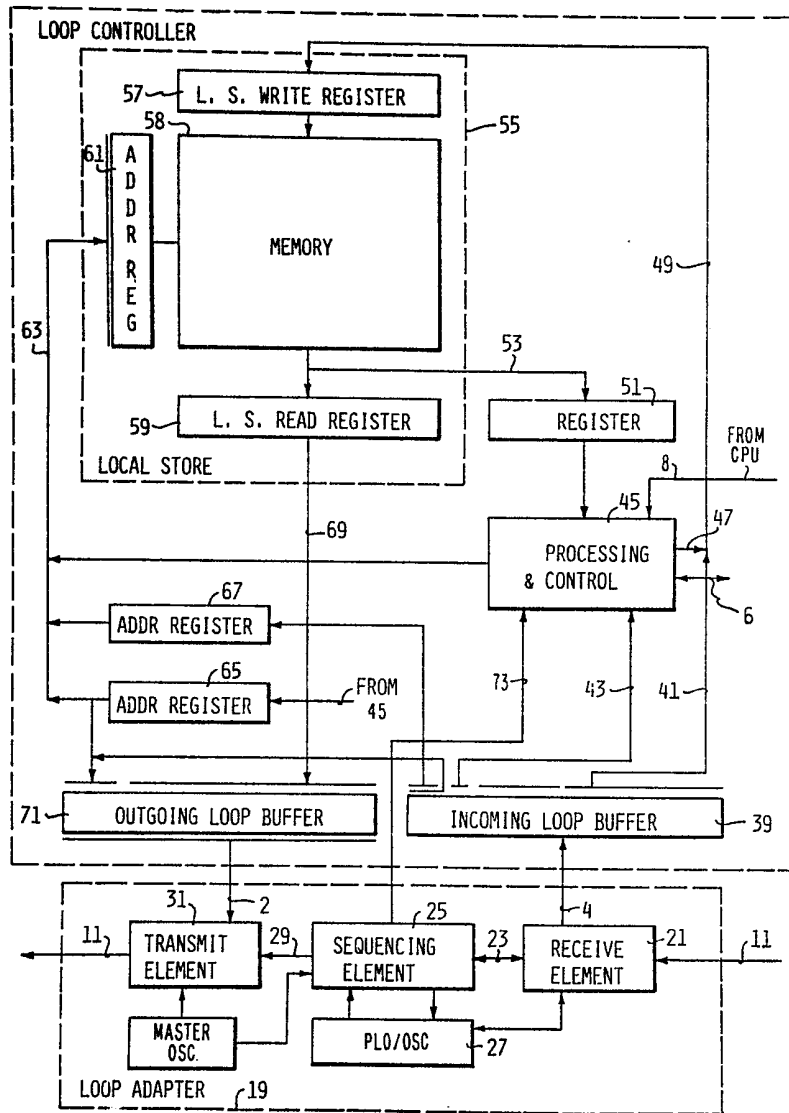 LOOP CONTROLLER
57
L. S. WRITE REGISTER
58
55
61
ADDR REG
MEMORY
49
63
53
51
59
L. S. READ REGISTER
REGISTER
FROM CPU
LOCAL STORE
8
45
47
69
PROCESSING & CONTROL
6
67
ADDR REGISTER
65
73
43
41
ADDR REGISTER
FROM 45
71
OUTGOING LOOP BUFFER
INCOMING LOOP BUFFER
39
31
2
25
4
11
29
23
21
11
TRANSMIT ELEMENT
SEQUENCING ELEMENT
RECEIVE ELEMENT
MASTER OSC.
PLO/OSC
27
LOOP ADAPTER
19